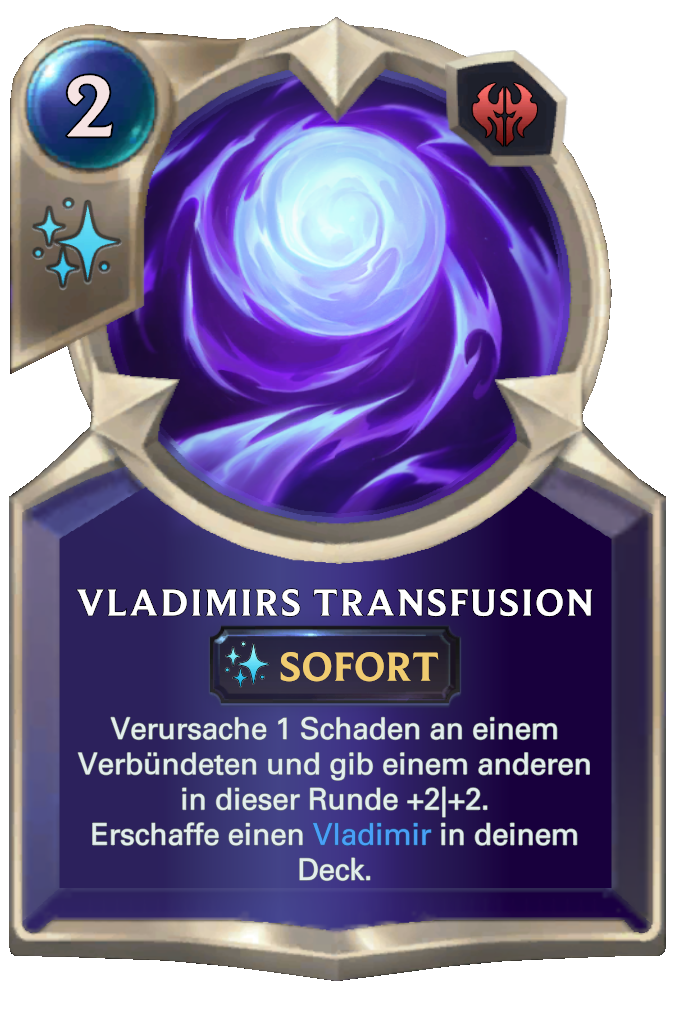 2
VLADIMIRS TRANSFUSION
SOFORT
Verursache 1 Schaden an einem
Verbündeten und gib einem anderen
in dieser Runde +2|+2.
Erschaffe einen Vladimir in deinem
Deck.